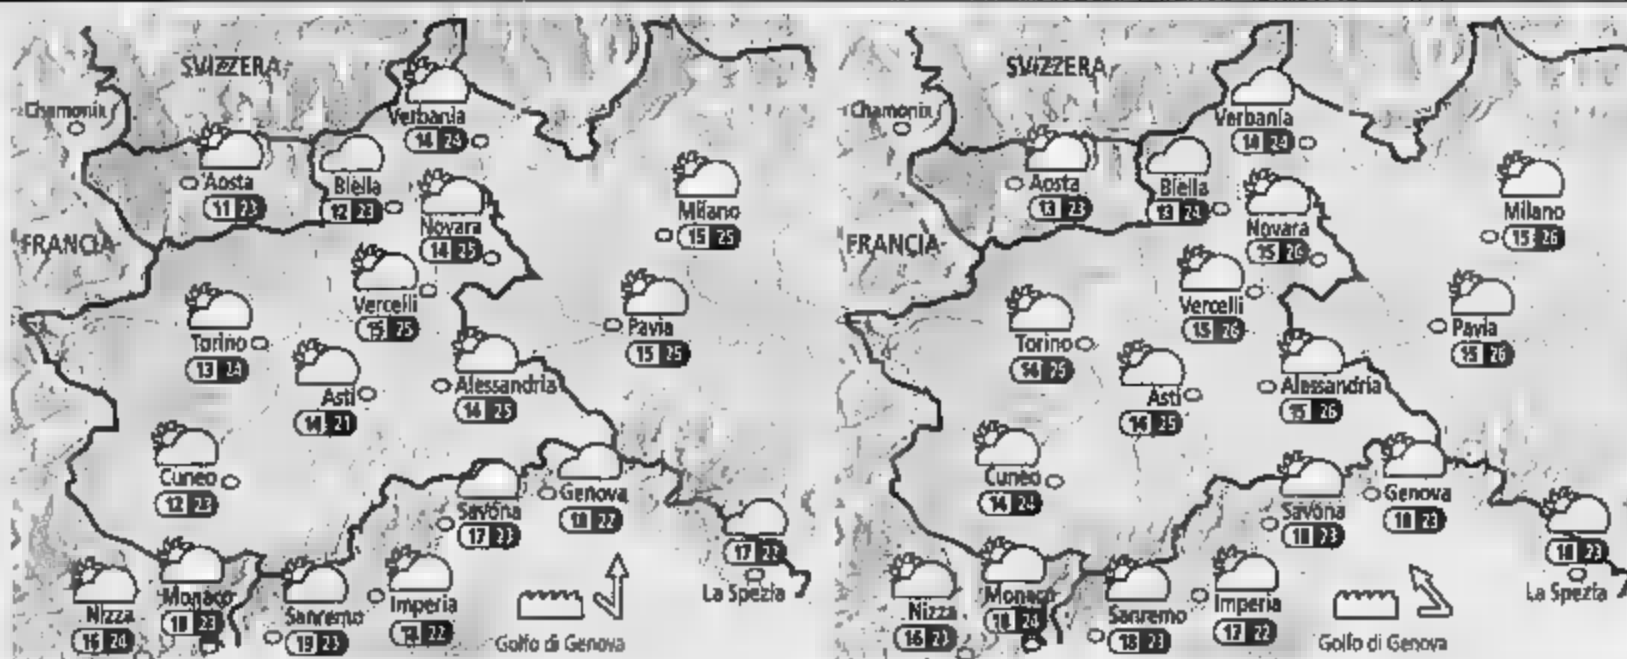 SVIZZERA
Chamonix
Verbania
14 24
Aosta
11 23
Biella
12 23
Novara
14 25
Milano
15 25
FRANCIA
Vercelli
15 25
Torino
13 24
Pavia
15 25
Asti
14 21
Alessandria
14 25
Cuneo
12 23
Savona
17 23
Genova
18 22
17 22
La Spezia
Nizza
16 24
Monaco
18 23
Sanremo
19 23
Imperia
22
Golfo di Genova
SVIZZERA
Chamonix
Verbania
14 24
Aosta
13 23
Biella
13 24
Novara
15 26
Milano
15 26
FRANCIA
Vercelli
15 26
Torino
14 26
Pavia
15 26
Asti
14 25
Alessandria
15 26
Cuneo
14 24
Savona
18 23
Genova
18 23
18 23
La Spezia
Nizza
16 23
Monaco
18 24
Sanremo
18 23
Imperia
17 22
Golfo di Genova